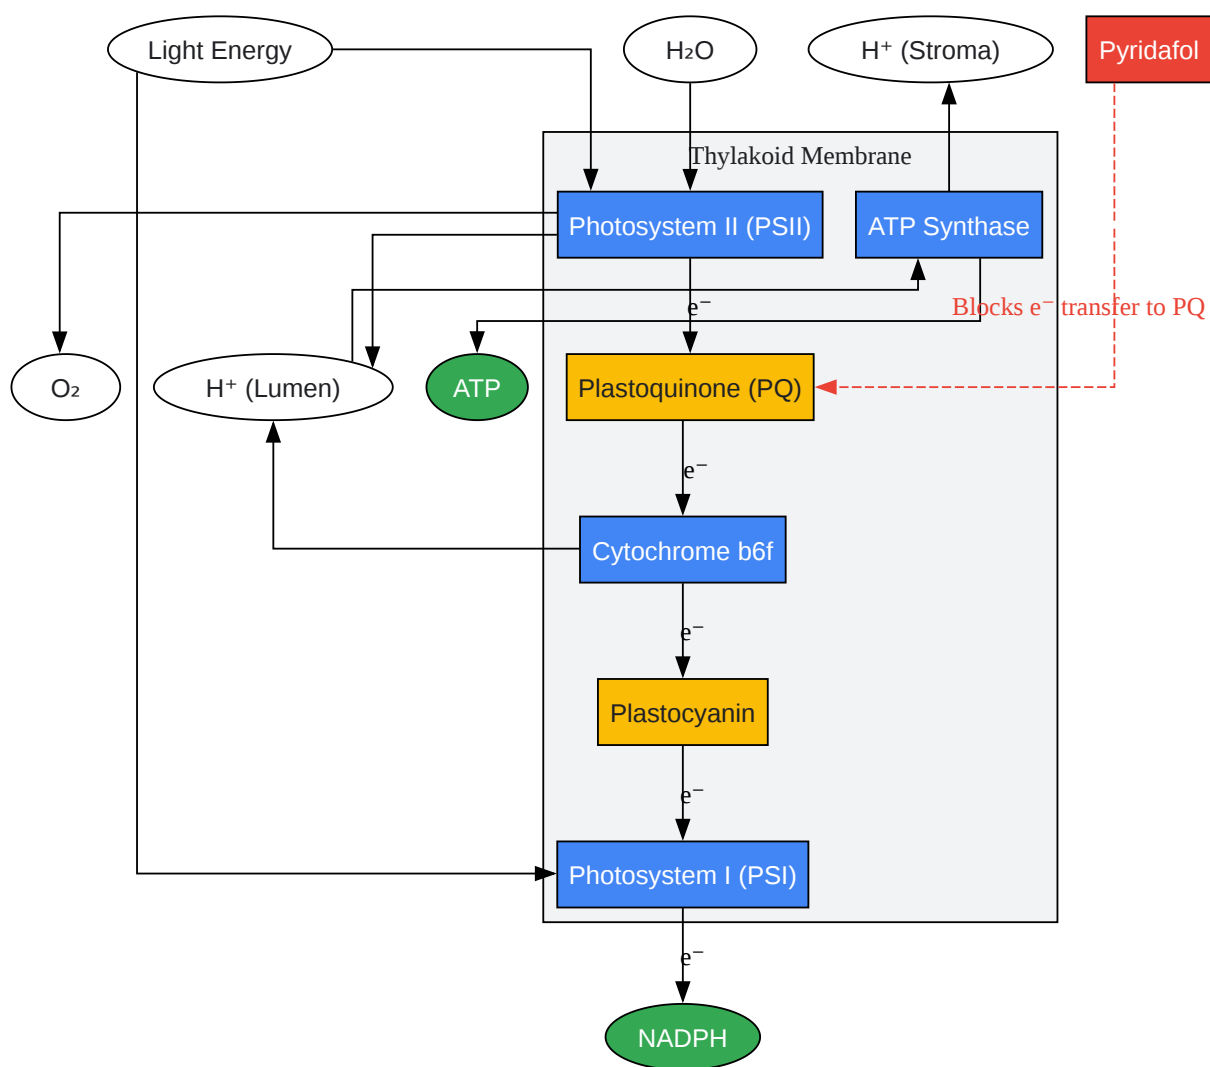 Light Energy
H₂O
H⁺ (Stroma)
Pyridafol
Thylakoid Membrane
Photosystem II (PSII)
ATP Synthase
e⁻
Blocks e⁻ transfer to PQ
O₂
H⁺ (Lumen)
ATP
Plastoquinone (PQ)
e⁻
Cytochrome b6f
e⁻
Plastocyanin
e⁻
Photosystem I (PSI)
e⁻
NADPH